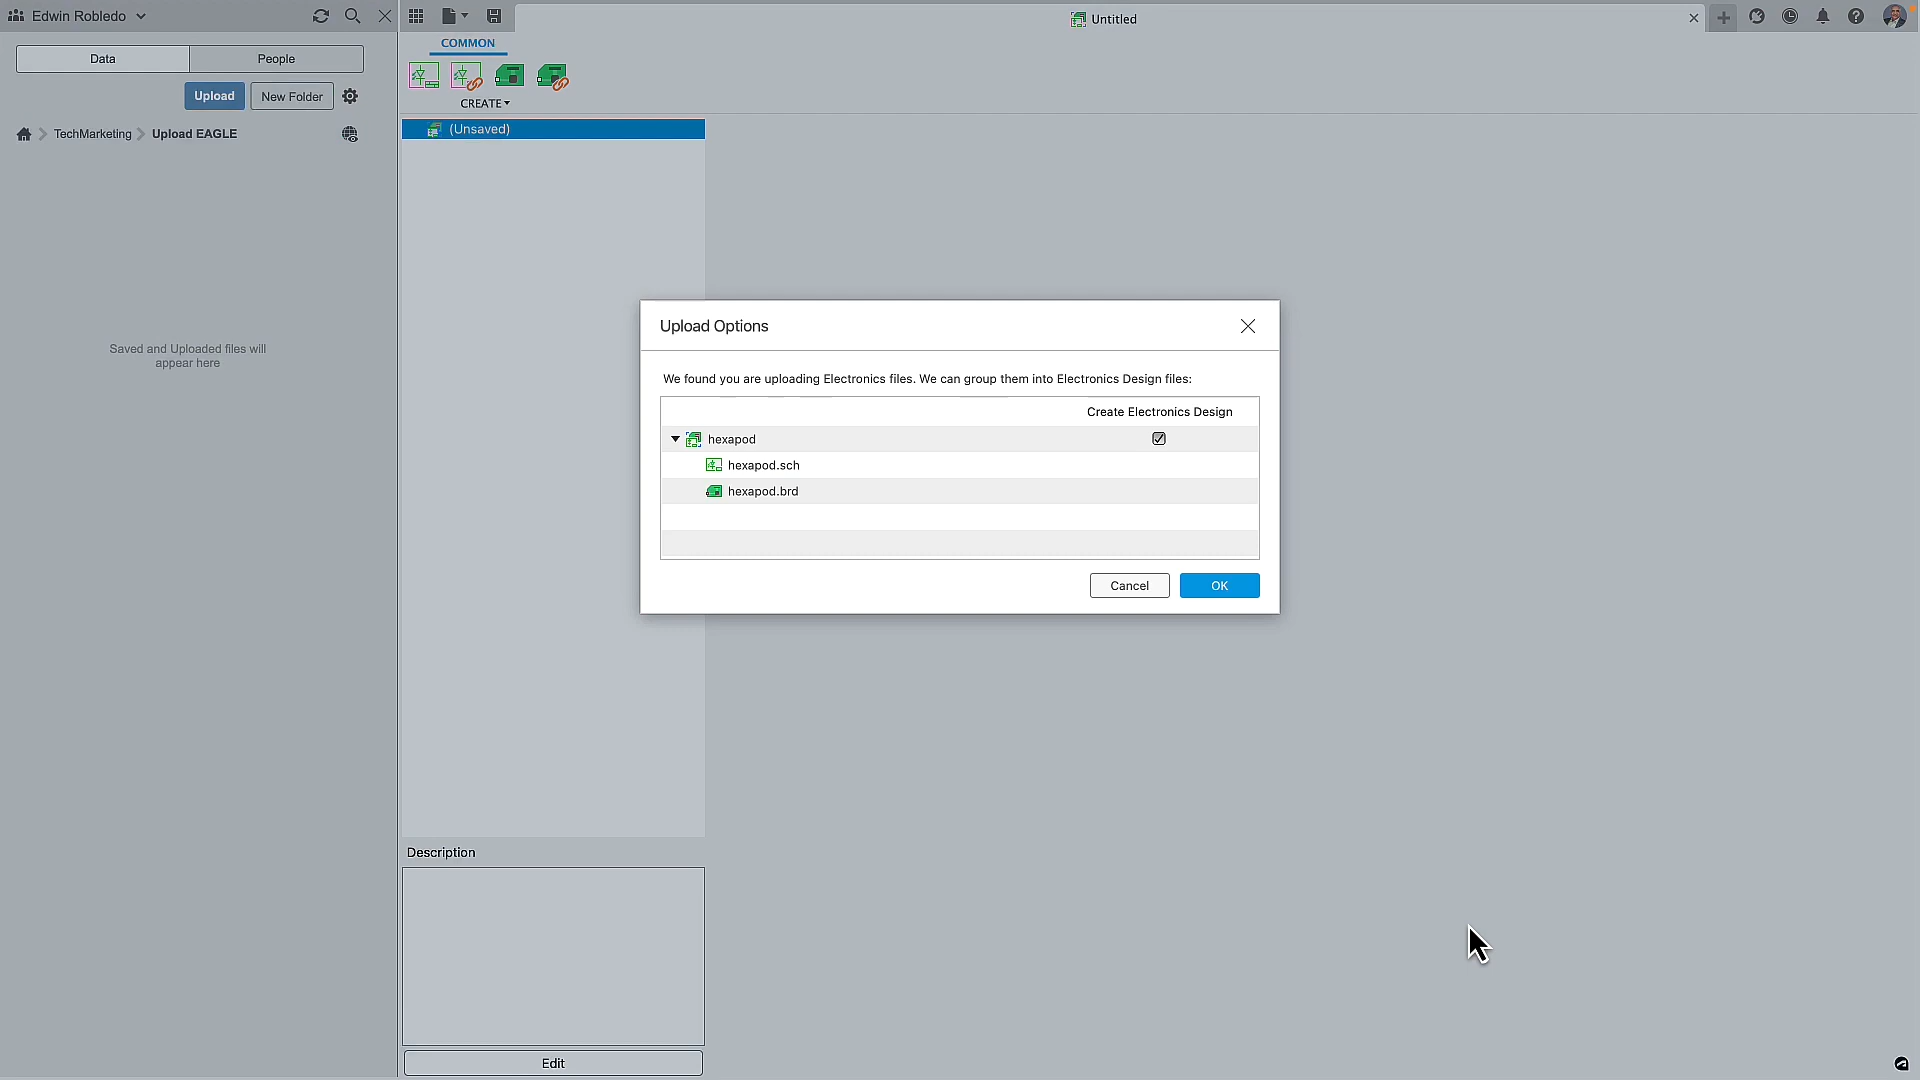 Edwin Robledo
Untitled
Data
People
COMMON
Upload
New Folder
CREATE
TechMarketing
Upload EAGLE
(Unsaved)
Saved and Uploaded files will
appear here
Upload Options
We found you are uploading Electronics files. We can group them into Electronics Design files:
Create Electronics Design
hexapod
hexapod.sch
hexapod.brd
Cancel
OK
Description
Edit